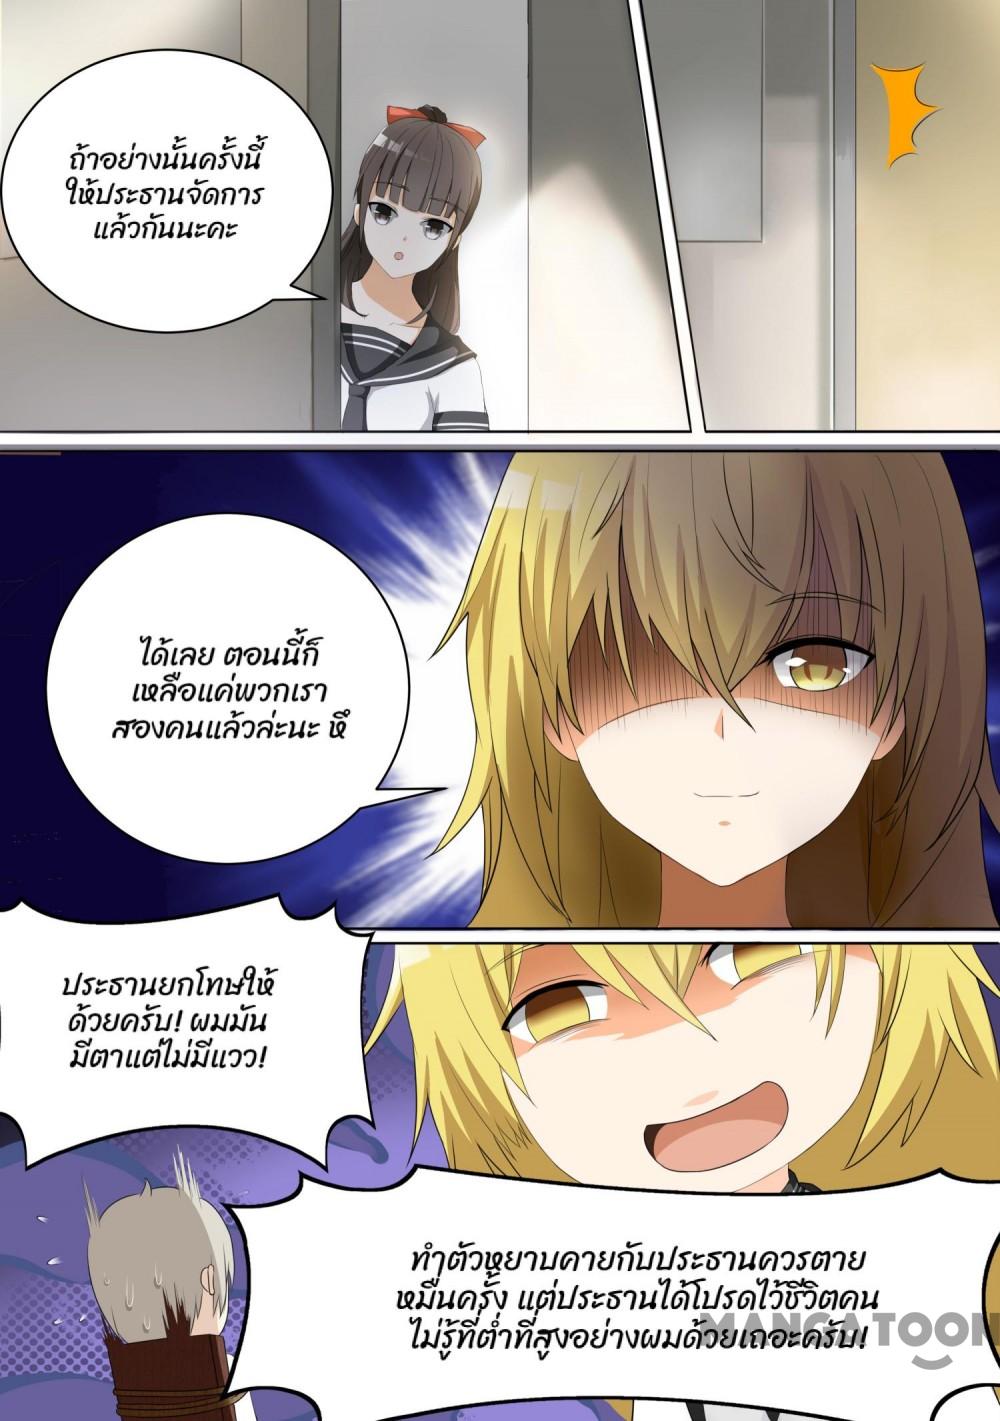 ถ้าอย่างนั้นครั้งนี้
ให้ประธานจัดการ
แล้วกันนะคะ
ได้เลย ตอนนี้ก็
เหลือแค่พวกเรา
สองคนแล้วล่ะนะ หึ
ประธานยกโทษให้
ด้วยครับ! ผมมัน
มีตาแต่ไม่มีแวว!
ทำตัวหยาบคายกับประธานควรตาย
หมื่นครั้ง แต่ประธานได้โปรดไว้ชีวิตคน
ไม่รู้ที่ต่ำที่สูงอย่างผมด้วยเถอะครับ!
MANGATOON